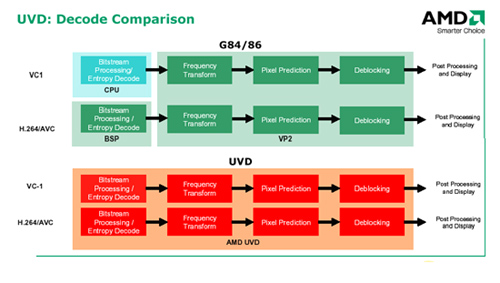 UVD: Decode Comparison
AMD
Smarter Choice
G84/86
VC1
Bitstream
Processing/
Entropy Decode
CPU
Frequency
Transform
Pixel Prediction
Deblocking
Post Processing
and Display
H.264/AVC
Bitstream
Processing /
Entropy Decode
BSP
Frequency
Transform
Pixel Prediction
Deblocking
VP2
Post Processing
and Display
UVD
VC-1
Bitstream
Processing /
Entropy Decode
Frequency
Transform
Pixel Prediction
Deblocking
Post Processing
and Display
H.264/AVC
Bitstream
Processing /
Entropy Decode
Frequency
Transform
Pixel Prediction
Deblocking
Post Processing
and Display
AMD UVD